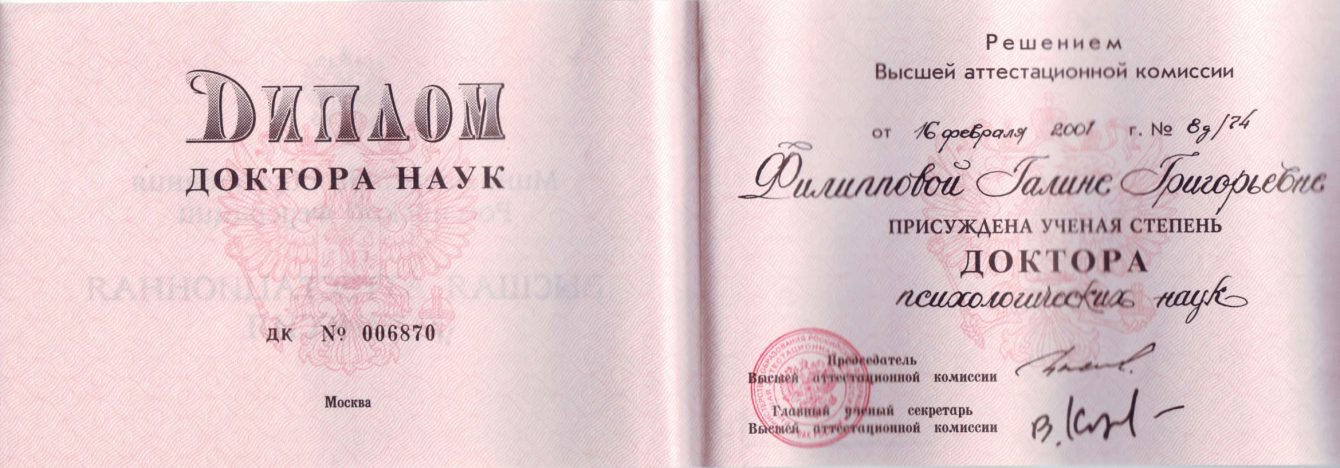 ДИПЛОМ
ДОКТОРА НАУК
ДК № 006870
Москва
Решением
Высшей аттестационной комиссии
от 16 февраля 2001 г. № 8д/74
Филипповой Галине Григорьевне
ПРИСУЖДЕНА УЧЕНАЯ СТЕПЕНЬ
ДОКТОРА
психологических наук
Председатель
Высшей аттестационной комиссии
Главный ученый секретарь
Высшей аттестационной комиссии